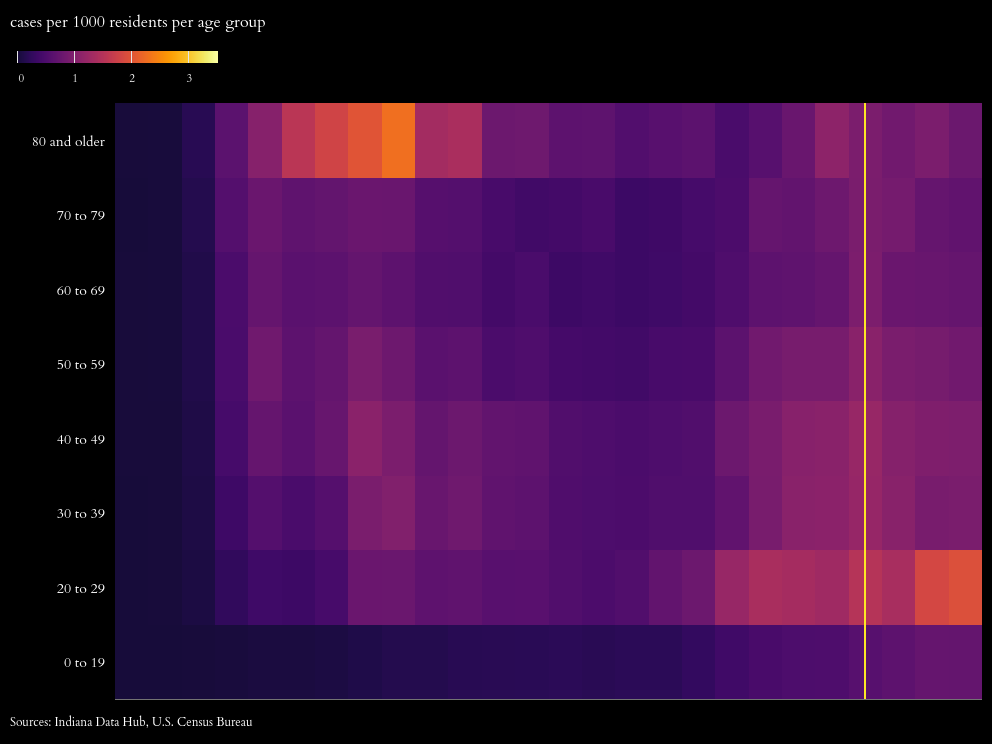 cases per 1000 residents per age group
0 1 2 3
80 and older
70 to 79
60 to 69
50 to 59
40 to 49
30 to 39
20 to 29
0 to 19
Sources: Indiana Data Hub, U.S. Census Bureau